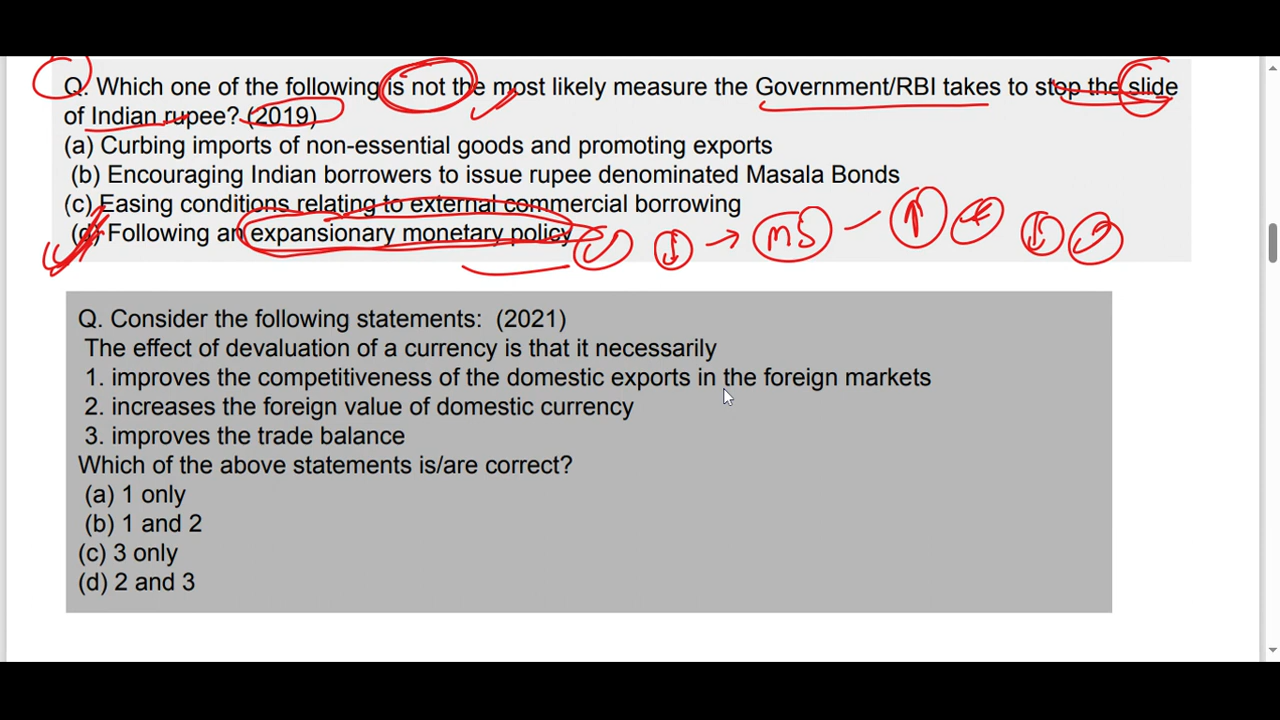 Q. Which one of the following is not the most likely measure the Government/RBI takes to stop the slide
of Indian rupee? (2019)
(a) Curbing imports of non-essential goods and promoting exports
(b) Encouraging Indian borrowers to issue rupee denominated Masala Bonds
(c) Easing conditions relating to external commercial borrowing
(d) Following an expansionary monetary policy
→ MS – ↑
Q. Consider the following statements: (2021)
The effect of devaluation of a currency is that it necessarily
1. improves the competitiveness of the domestic exports in the foreign markets
2. increases the foreign value of domestic currency
3. improves the trade balance
Which of the above statements is/are correct?
(a) 1 only
(b) 1 and 2
(c) 3 only
(d) 2 and 3